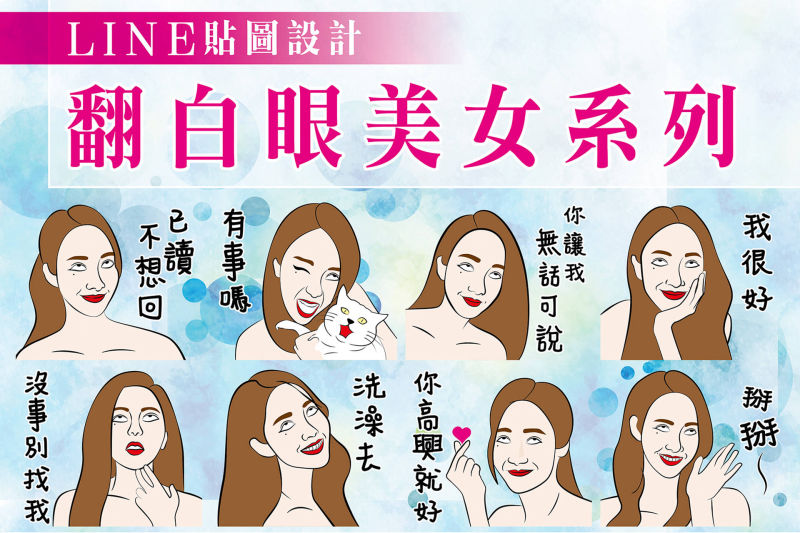 LINE貼圖設計
翻白眼美女系列
已讀
不想回
有事嗎
你讓我
無話可說
我很好
沒事別找我
洗澡去
你高興就好
掰掰